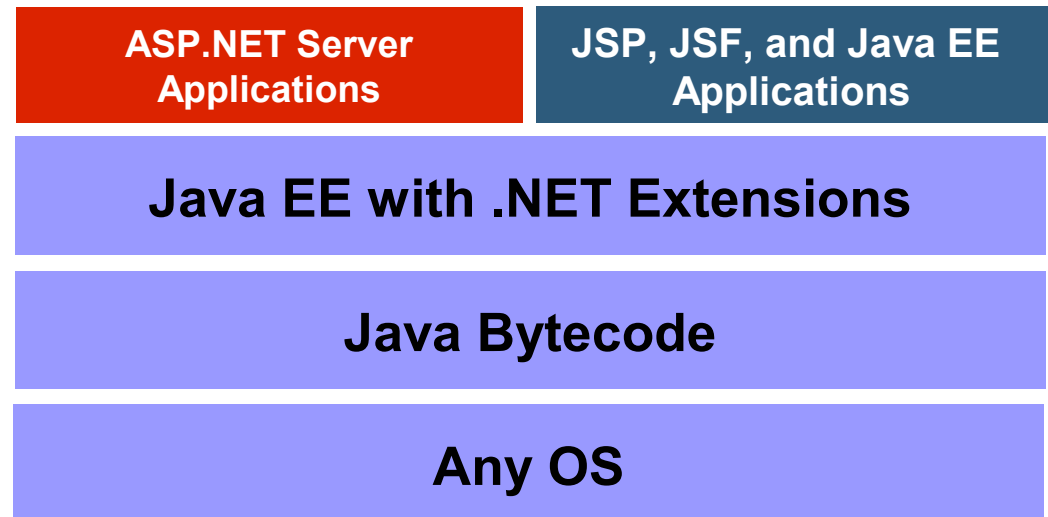 ASP.NET Server
Applications
JSP, JSF, and Java EE
Applications
Java EE with .NET Extensions
Java Bytecode
Any OS